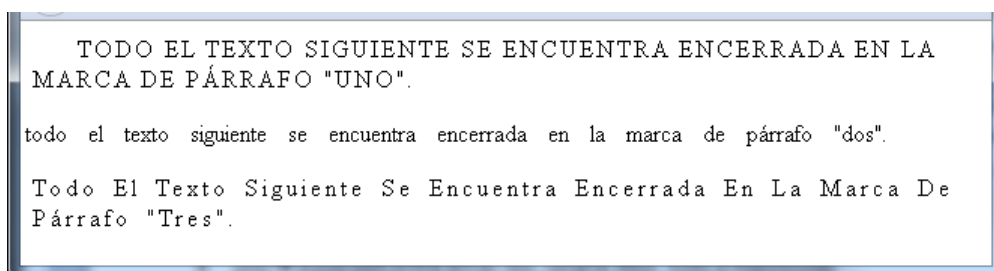 TODO EL TEXTO SIGUIENTE SE ENCUENTRA ENCERRADA EN LA
MARCA DE PÁRRAFO "UNO".
todo el texto siguiente se encuentra encerrada en la marca de párrafo "dos".
Todo El Texto Siguiente Se Encuentra Encerrada En La Marca De
Párrafo "Tres".